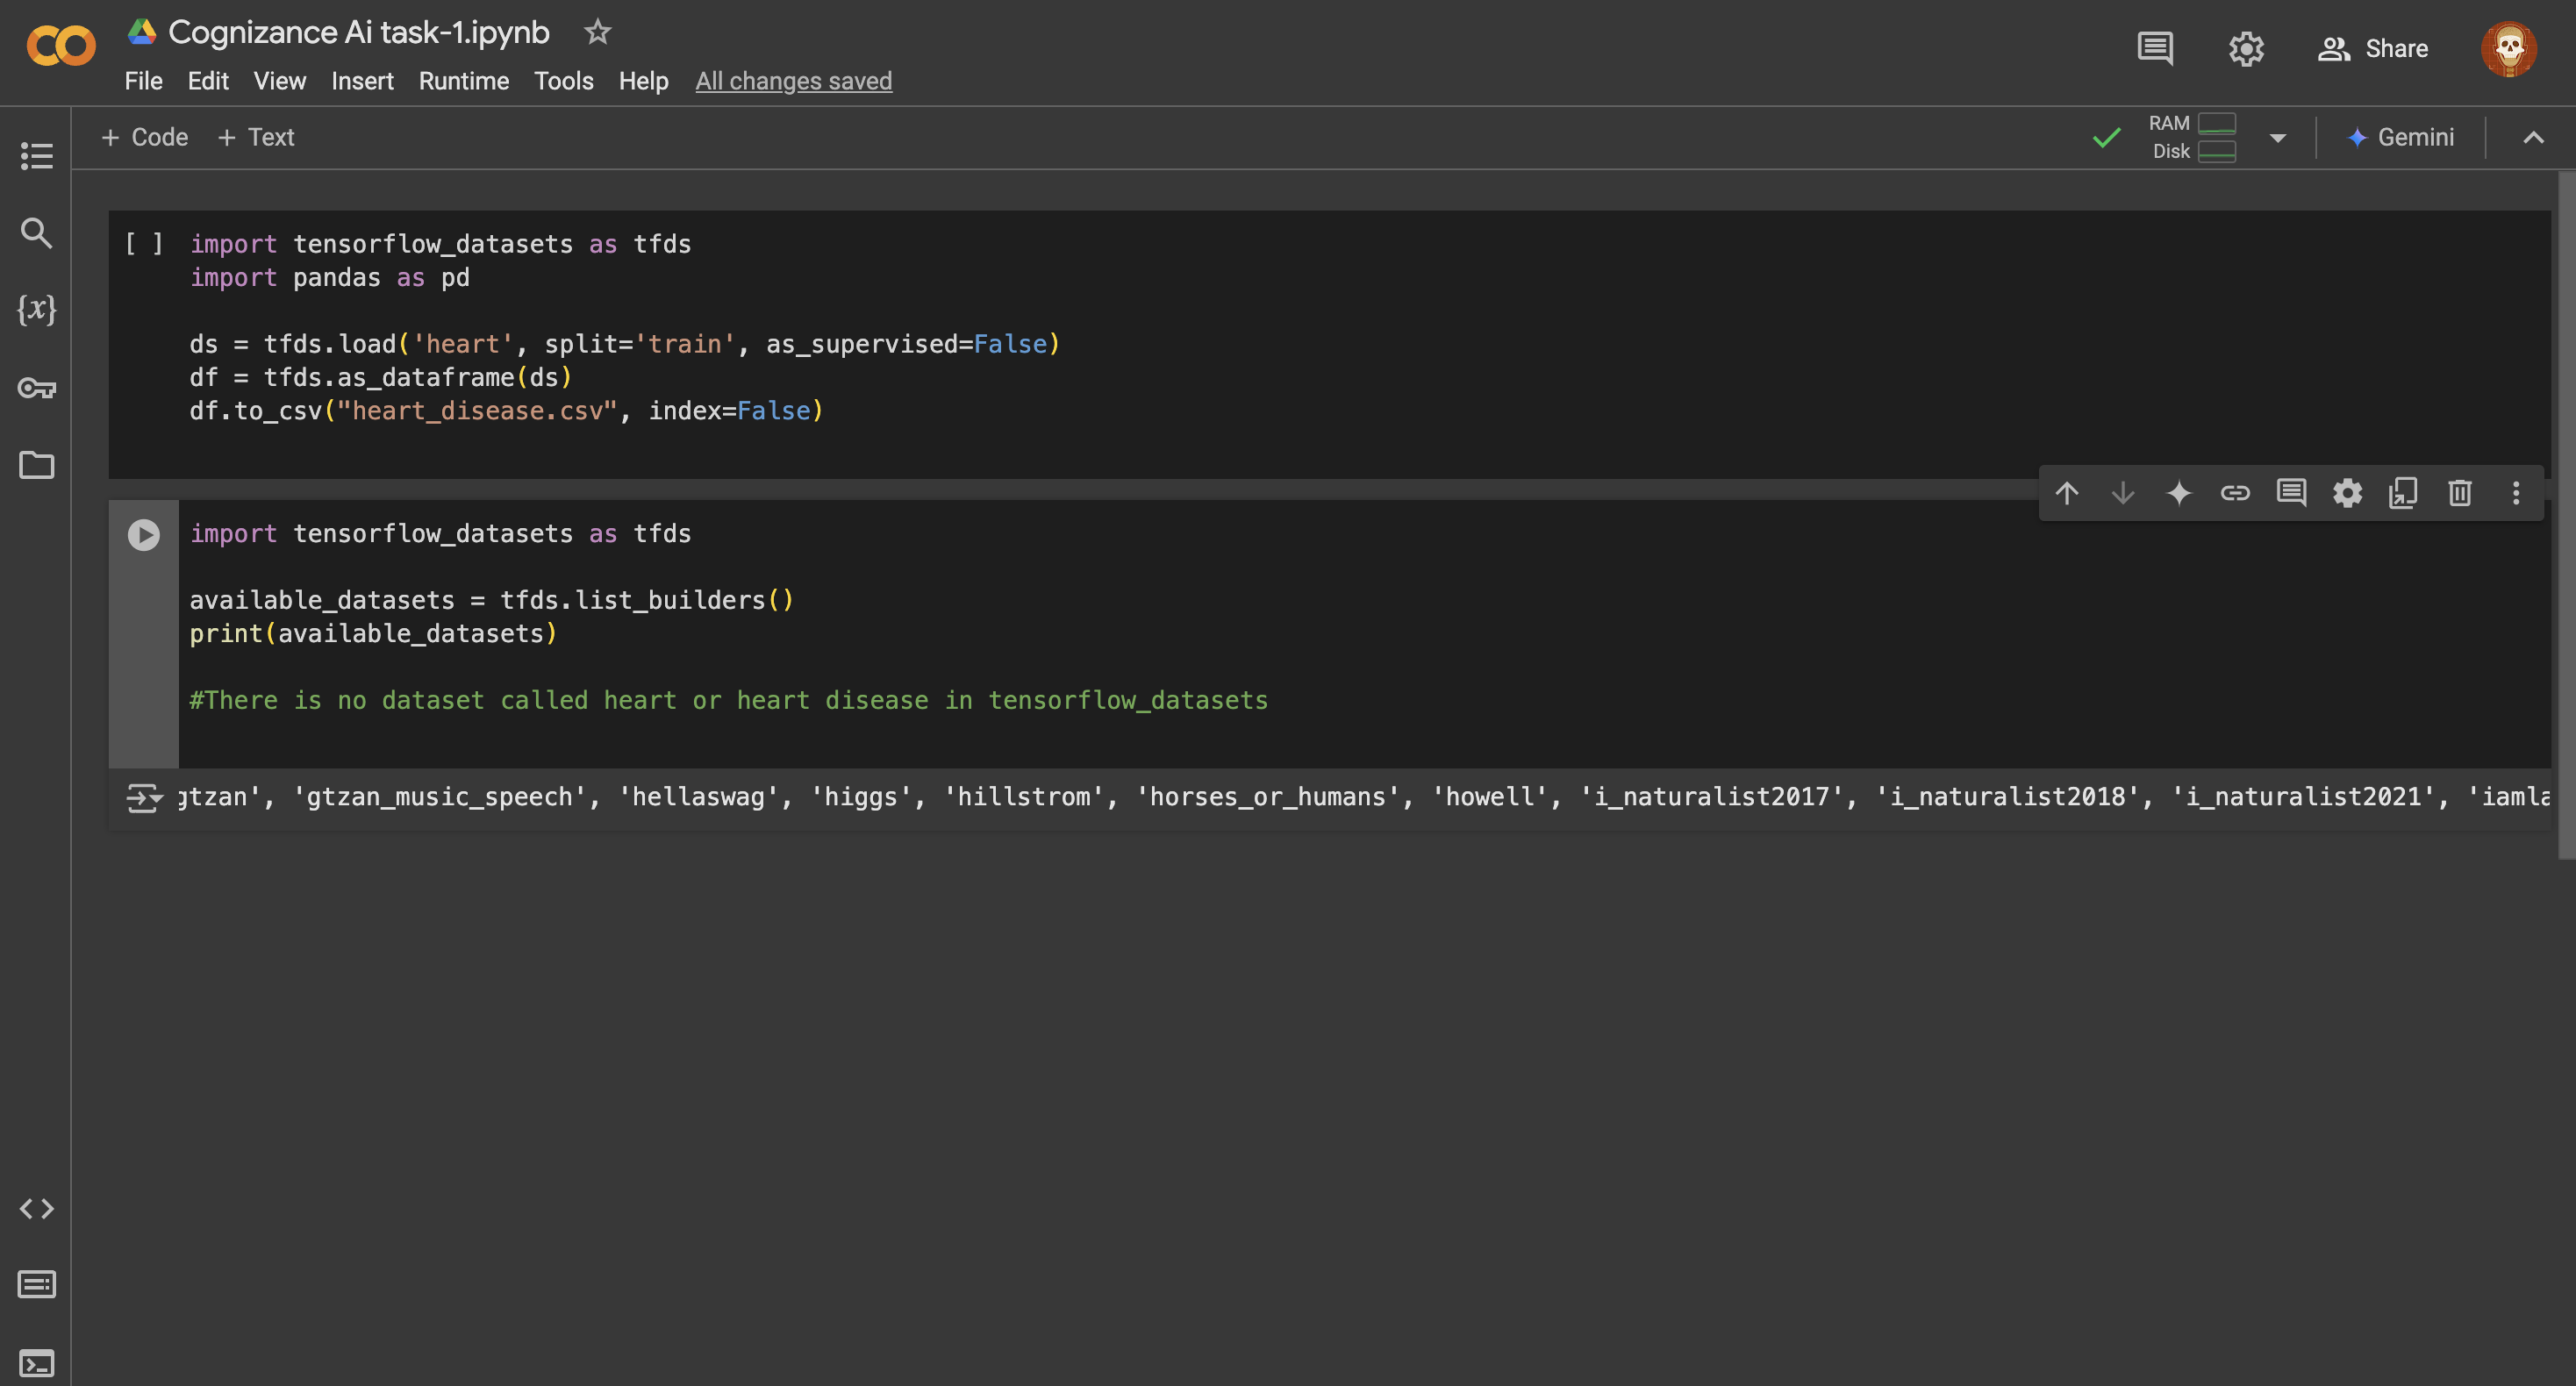 Cognizance Ai task-1.ipynb
File Edit View Insert Runtime Tools Help All changes saved
Share
+ Code + Text
RAM
Disk
Gemini
{x}
[ ] import tensorflow_datasets as tfds
import pandas as pd
ds = tfds.load('heart', split='train', as_supervised=False)
df = tfds.as_dataframe(ds)
df.to_csv("heart_disease.csv", index=False)
import tensorflow_datasets as tfds
available_datasets = tfds.list_builders()
print(available_datasets)
#There is no dataset called heart or heart disease in tensorflow_datasets
gtzan', 'gtzan_music_speech', 'hellaswag', 'higgs', 'hillstrom', 'horses_or_humans', 'howell', 'i_naturalist2017', 'i_naturalist2018', 'i_naturalist2021', 'iamla